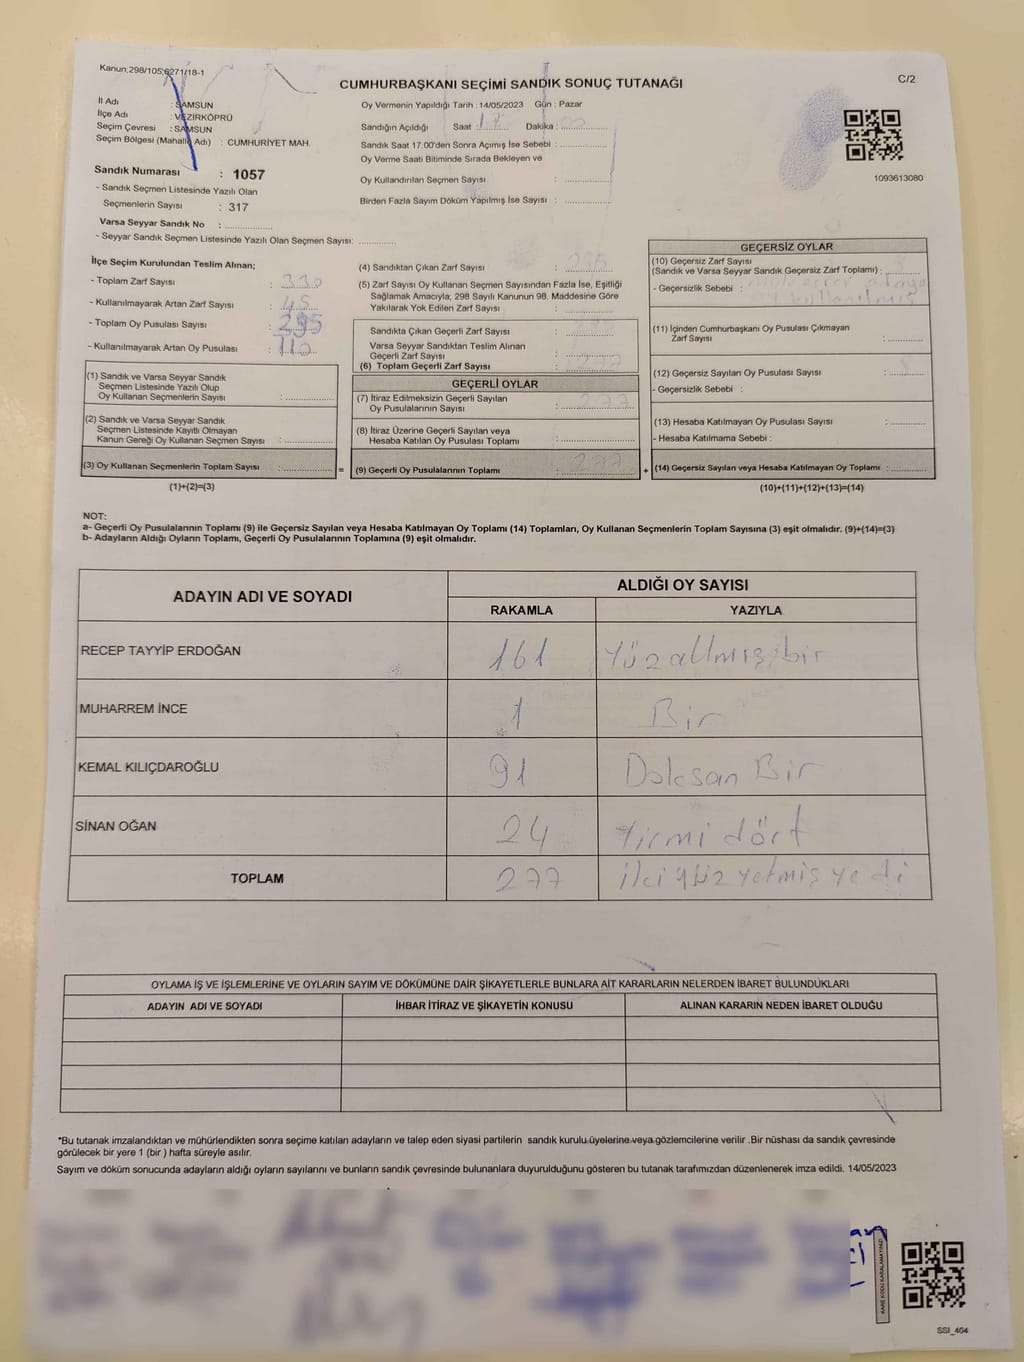 Kanun,298/105;6271/18-1
CUMHURBAŞKANI SEÇİMİ SANDIK SONUÇ TUTANAĞI
C/2
İl Adı : SAMSUN
İlçe Adı : VEZİRKÖPRÜ
Seçim Çevresi : SAMSUN
Seçim Bölgesi (Mahalle Adı) : CUMHURİYET MAH.
Sandık Numarası : 1057
- Sandık Seçmen Listesinde Yazılı Olan
Seçmenlerin Sayısı : 317
Varsa Seyyar Sandık No :
- Seyyar Sandık Seçmen Listesinde Yazılı Olan Seçmen Sayısı:
Oy Vermenin Yapıldığı Tarih : 14/05/2023 Gün : Pazar
Sandığın Açıldığı Saat : 17 Dakika : 00
Sandık Saat 17:00'den Sonra Açımış İse Sebebi :
Oy Verme Saati Bitiminde Sırada Bekleyen ve
Oy Kullandırılan Seçmen Sayısı :
Birden Fazla Sayım Döküm Yapılmış İse Sayısı :
1093613080
İlçe Seçim Kurulundan Teslim Alınan;
- Toplam Zarf Sayısı : 330
- Kullanılmayarak Artan Zarf Sayısı : 45
- Toplam Oy Pusulası Sayısı : 295
- Kullanılmayarak Artan Oy Pusulası : 110
(1) Sandık ve Varsa Seyyar Sandık
Seçmen Listesinde Yazılı Olup
Oy Kullanan Seçmenlerin Sayısı :
(2) Sandık ve Varsa Seyyar Sandık
Seçmen Listesinde Kayıtlı Olmayan
Kanun Gereği Oy Kullanan Seçmen Sayısı :
(3) Oy Kullanan Seçmenlerin Toplam Sayısı :
(1)+(2)=(3)
(4) Sandıktan Çıkan Zarf Sayısı :
(5) Zarf Sayısı Oy Kullanan Seçmen Sayısından Fazla İse, Eşitliği
Sağlamak Amacıyla, 298 Sayılı Kanunun 98. Maddesine Göre
Yakılarak Yok Edilen Zarf Sayısı :
Sandıkta Çıkan Geçerli Zarf Sayısı :
Varsa Seyyar Sandıktan Teslim Alınan
Geçerli Zarf Sayısı :
(6) Toplam Geçerli Zarf Sayısı : 277
GEÇERLİ OYLAR
(7) İtiraz Edilmeksizin Geçerli Sayılan
Oy Pusulalarının Sayısı : 277
(8) İtiraz Üzerine Geçerli Sayılan veya
Hesaba Katılan Oy Pusulası Toplamı :
= (9) Geçerli Oy Pusulalarının Toplamı : 277
GEÇERSİZ OYLAR
(10) Geçersiz Zarf Sayısı
(Sandık ve Varsa Seyyar Sandık Geçersiz Zarf Toplamı) :
- Geçersizlik Sebebi :
(11) İçinden Cumhurbaşkanı Oy Pusulası Çıkmayan
Zarf Sayısı :
(12) Geçersiz Sayılan Oy Pusulası Sayısı :
- Geçersizlik Sebebi :
(13) Hesaba Katılmayan Oy Pusulası Sayısı :
- Hesaba Katılmama Sebebi :
+ (14) Geçersiz Sayılan veya Hesaba Katılmayan Oy Toplamı :
(10)+(11)+(12)+(13)=(14)
NOT:
a- Geçerli Oy Pusulalarının Toplamı (9) ile Geçersiz Sayılan veya Hesaba Katılmayan Oy Toplamı (14) Toplamları, Oy Kullanan Seçmenlerin Toplam Sayısına (3) eşit olmalıdır. (9)+(14)=(3)
b- Adayların Aldığı Oyların Toplamı, Geçerli Oy Pusulalarının Toplamına (9) eşit olmalıdır.
ADAYIN ADI VE SOYADI
ALDIĞI OY SAYISI
RAKAMLA YAZIYLA
RECEP TAYYİP ERDOĞAN 161 Yüzaltmış bir
MUHARREM İNCE 1 Bir
KEMAL KILIÇDAROĞLU 91 Doksan Bir
SİNAN OĞAN 24 Yirmi dört
TOPLAM 277 iki yüz yetmiş yedi
OYLAMA İŞ VE İŞLEMLERİNE VE OYLARIN SAYIM VE DÖKÜMÜNE DAİR ŞİKAYETLERLE BUNLARA AİT KARARLARIN NELERDEN İBARET BULUNDUKLARI
ADAYIN ADI VE SOYADI İHBAR İTİRAZ VE ŞİKAYETİN KONUSU ALINAN KARARIN NEDEN İBARET OLDUĞU
*Bu tutanak imzalandıktan ve mühürlendikten sonra seçime katılan adayların ve talep eden siyasi partilerin sandık kurulu üyelerine veya gözlemcilerine verilir .Bir nüshası da sandık çevresinde
görülecek bir yere 1 (bir ) hafta süreyle asılır.
Sayım ve döküm sonucunda adayların aldığı oyların sayılarını ve bunların sandık çevresinde bulunanlara duyurulduğunu gösteren bu tutanak tarafımızdan düzenlenerek imza edildi. 14/05/2023
KARE KODU KARALAMAYINIZ!
SSI_404